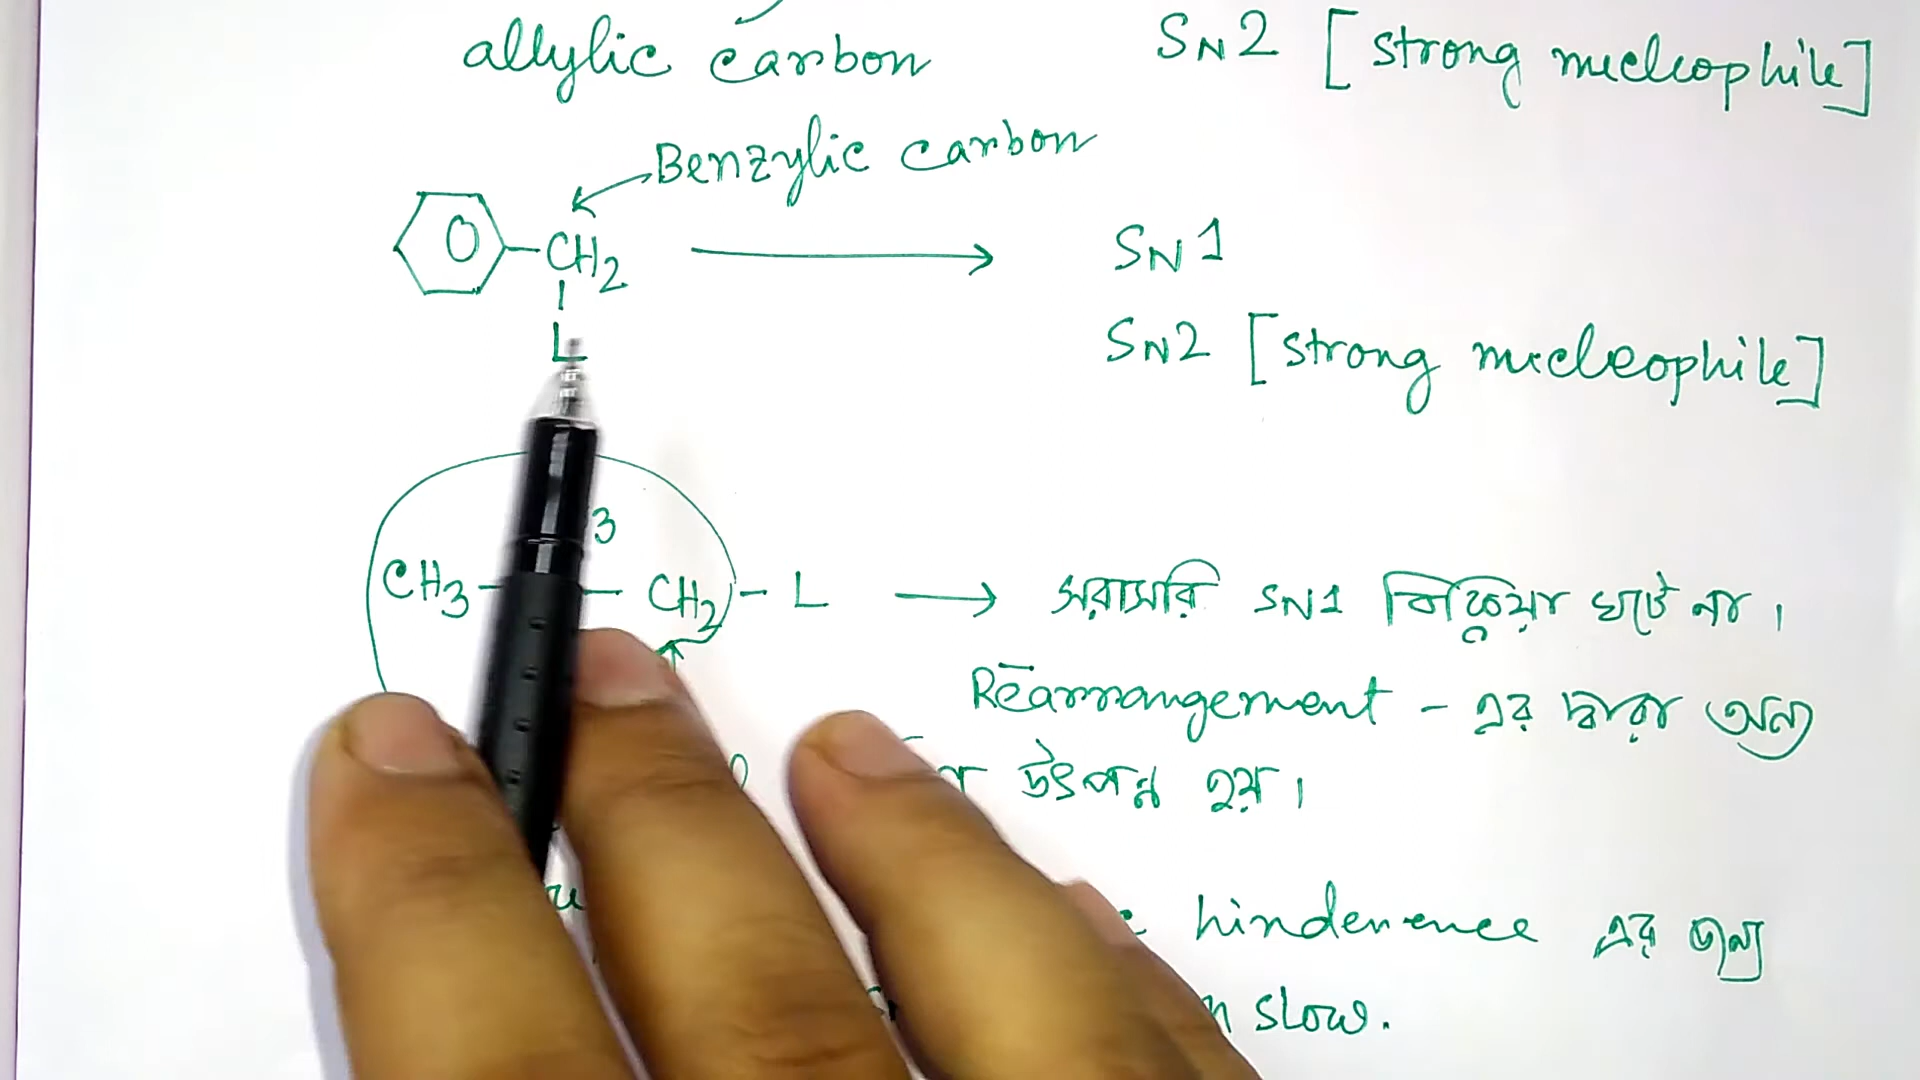 allylic carbon
SN2 [strong nucleophile]
Benzylic carbon
CH2
L
SN1
SN2 [strong nucleophile]
3
CH3 — CH2 — L → সরাসরি SN1 বিক্রিয়া ঘটে না।
Rearrangement - এর দ্বারা অন্য
উৎপন্ন হয়।
hinderence এর জন্য
slow.